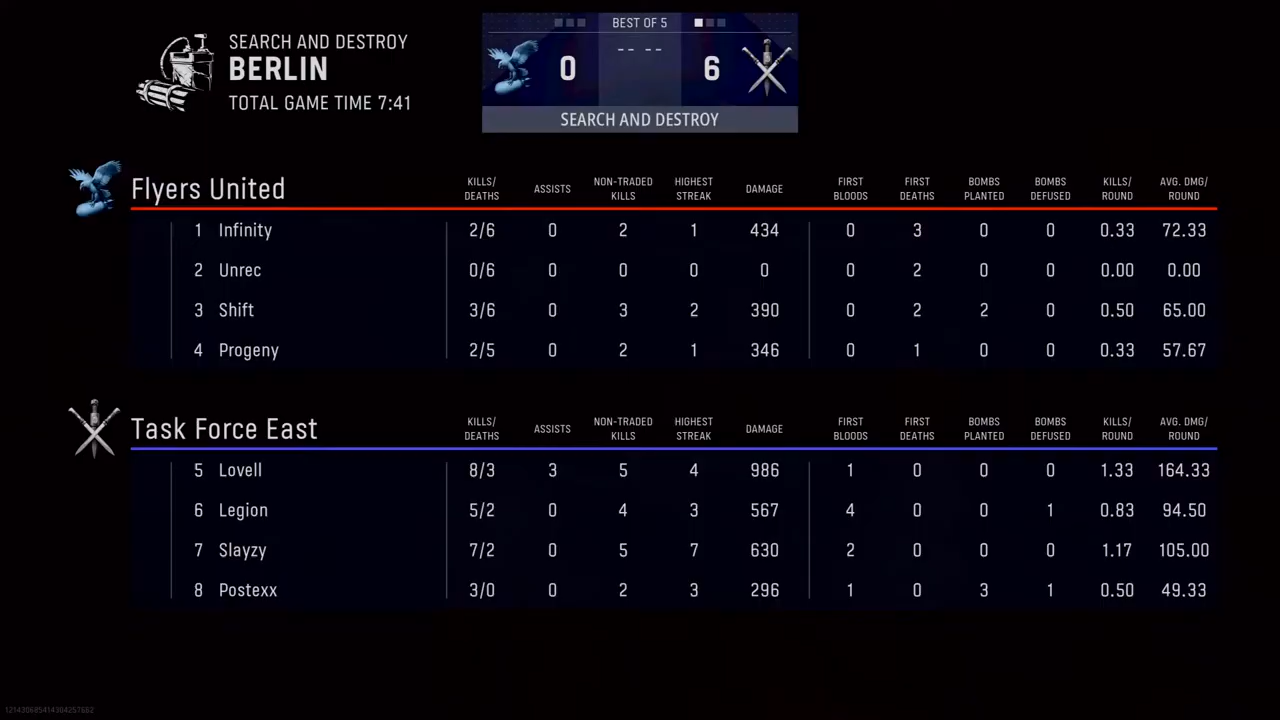 SEARCH AND DESTROY
BERLIN
TOTAL GAME TIME 7:41
BEST OF 5
0 -- -- 6
SEARCH AND DESTROY
Flyers United KILLS/DEATHS ASSISTS NON-TRADED KILLS HIGHEST STREAK DAMAGE FIRST BLOODS FIRST DEATHS BOMBS PLANTED BOMBS DEFUSED KILLS/ROUND AVG. DMG/ROUND
1 Infinity 2/6 0 2 1 434 0 3 0 0 0.33 72.33
2 Unrec 0/6 0 0 0 0 0 2 0 0 0.00 0.00
3 Shift 3/6 0 3 2 390 0 2 2 0 0.50 65.00
4 Progeny 2/5 0 2 1 346 0 1 0 0 0.33 57.67
Task Force East KILLS/DEATHS ASSISTS NON-TRADED KILLS HIGHEST STREAK DAMAGE FIRST BLOODS FIRST DEATHS BOMBS PLANTED BOMBS DEFUSED KILLS/ROUND AVG. DMG/ROUND
5 Lovell 8/3 3 5 4 986 1 0 0 0 1.33 164.33
6 Legion 5/2 0 4 3 567 4 0 0 1 0.83 94.50
7 Slayzy 7/2 0 5 7 630 2 0 0 0 1.17 105.00
8 Postexx 3/0 0 2 3 296 1 0 3 1 0.50 49.33